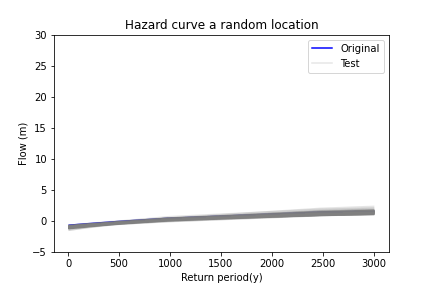 Hazard curve a random location
Original
Test
Flow (m)
30
25
20
15
10
5
0
−5
0 500 1000 1500 2000 2500 3000
Return period(y)